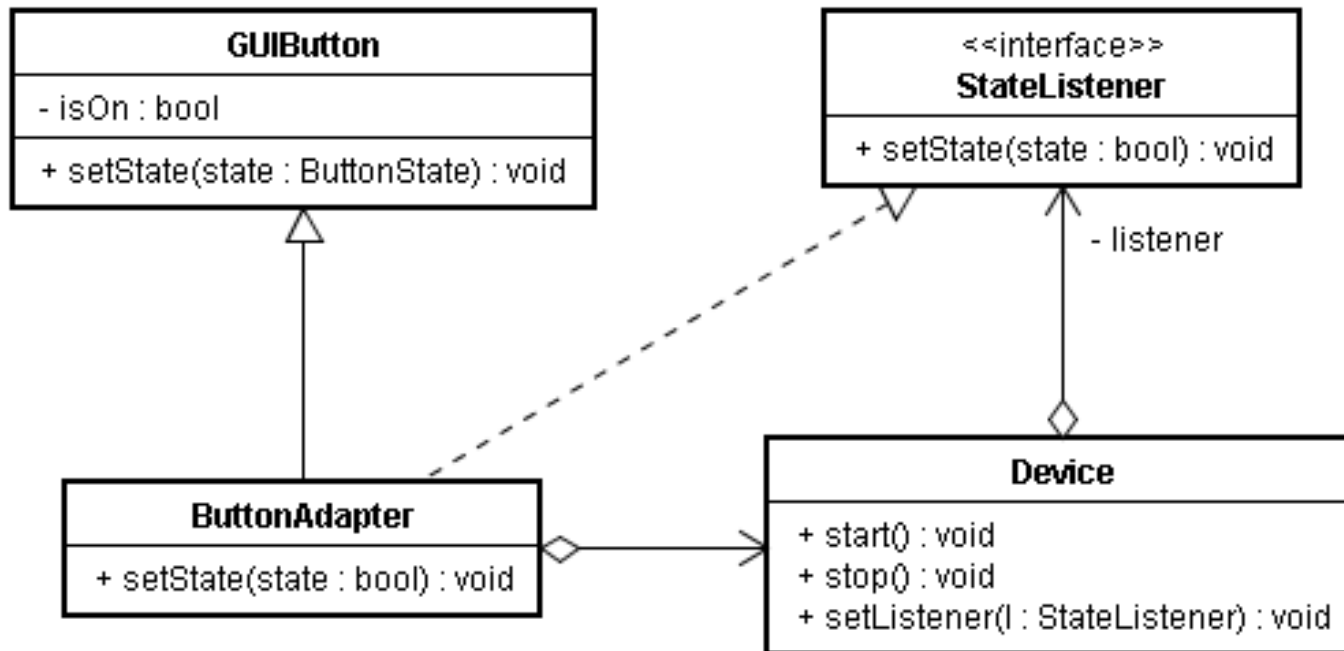 GUIButton
- isOn : bool
+ setState(state : ButtonState) : void
<<interface>>
StateListener
+ setState(state : bool) : void
- listener
ButtonAdapter
+ setState(state : bool) : void
Device
+ start() : void
+ stop() : void
+ setListener(l : StateListener) : void